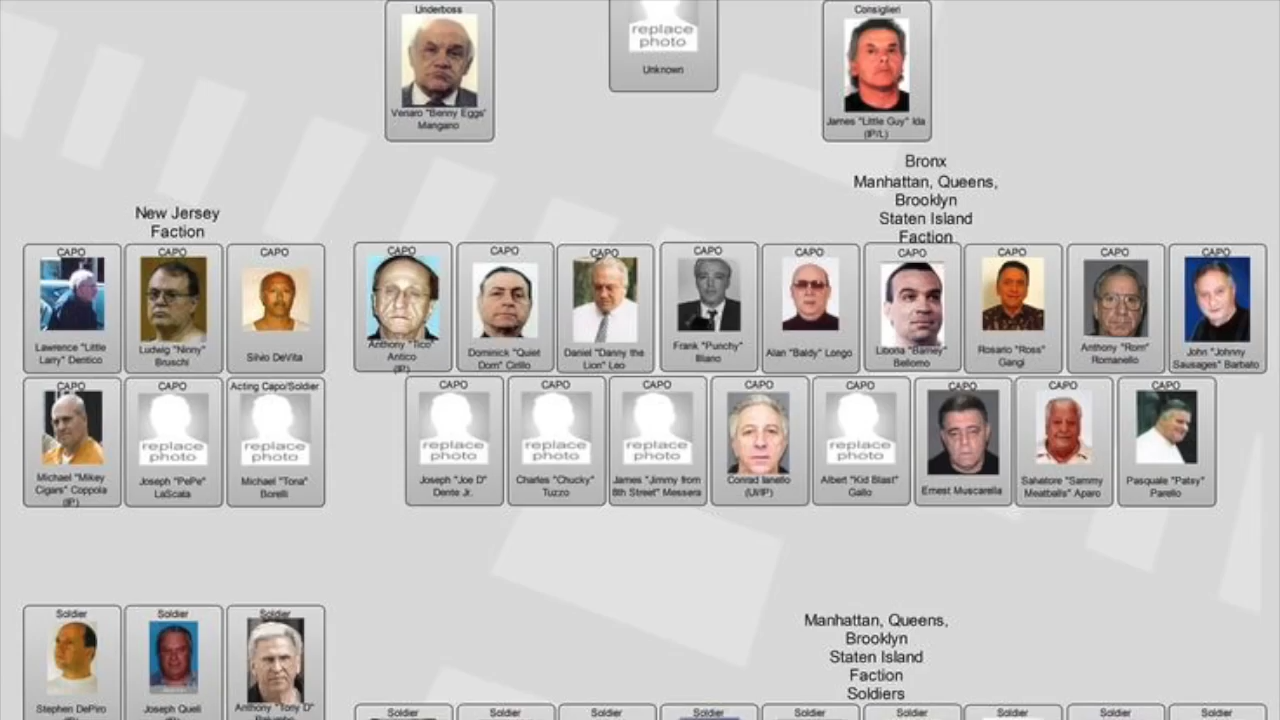 Underboss
Consiglieri
replace
photo
Unknown
Venaro "Benny Eggs"
Mangano
James "Little Guy" Ida
(IP/L)
Bronx
Manhattan, Queens,
Brooklyn
Staten Island
Faction
New Jersey
Faction
CAPO
Lawrence "Little
Larry" Dentico
CAPO
Ludwig "Ninny"
Bruschi
CAPO
Silvio DeVita
CAPO
Anthony "Tico"
Antico
(IP)
CAPO
Dominick "Quiet
Dom" Cirillo
CAPO
Daniel "Danny the
Lion" Leo
CAPO
Frank "Punchy"
Illiano
CAPO
Alan "Baldy" Longo
CAPO
Liborio "Barney"
Bellomo
CAPO
Rosario "Ross"
Gangi
CAPO
Anthony "Rom"
Romanello
CAPO
John "Johnny
Sausages" Barbato
CAPO
Michael "Mikey
Cigars" Coppola
(IP)
CAPO
replace
photo
Joseph "PePe"
LaScata
Acting Capo/Soldier
replace
photo
Michael "Tona"
Borelli
CAPO
replace
photo
Joseph "Joe D"
Dente Jr.
CAPO
replace
photo
Charles "Chucky"
Tuzzo
CAPO
replace
photo
James "Jimmy from
8th Street" Messera
CAPO
Conrad Ianello
(UI/IP)
CAPO
replace
photo
Albert "Kid Blast"
Gallo
CAPO
Ernest Muscarella
CAPO
Salvatore "Sammy
Meatballs" Aparo
CAPO
Pasquale "Patsy"
Parello
Soldier
Stephen DePiro
Soldier
Joseph Queli
Soldier
Anthony "Tony D"
Palumbo
Manhattan, Queens,
Brooklyn
Staten Island
Faction
Soldiers
Soldier
Soldier
Soldier
Soldier
Soldier
Soldier
Soldier
Soldier
Soldier